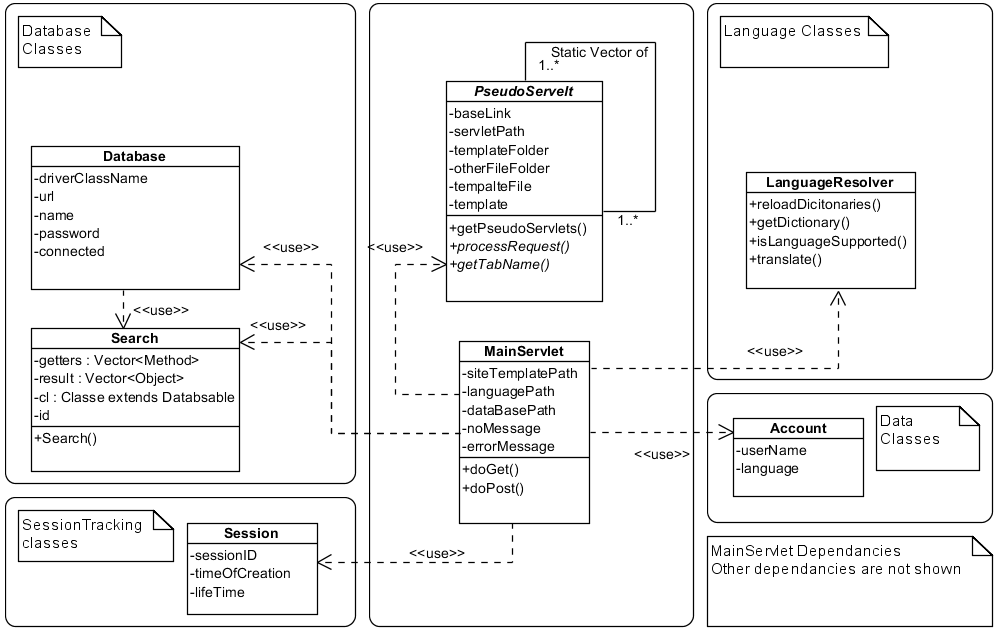 Database
Classes
Database
-driverClassName
-url
-name
-password
-connected
<<use>>
<<use>>
<<use>>
Search
-getters : Vector<Method>
-result : Vector<Object>
-cl : Classe extends Databsable
-id
+Search()
SessionTracking
classes
Session
-sessionID
-timeOfCreation
-lifeTime
<<use>>
Static Vector of
1..*
PseudoServelt
-baseLink
-servletPath
-templateFolder
-otherFileFolder
-tempalteFile
-template
1..*
+getPseudoServlets()
+processRequest()
+getTabName()
<<use>>
MainServlet
-siteTemplatePath
-languagePath
-dataBasePath
-noMessage
-errorMessage
+doGet()
+doPost()
Language Classes
LanguageResolver
+reloadDicitonaries()
+getDictionary()
+isLanguageSupported()
+translate()
<<use>>
Account
-userName
-language
<<use>>
Data
Classes
MainServlet Dependancies
Other dependancies are not shown